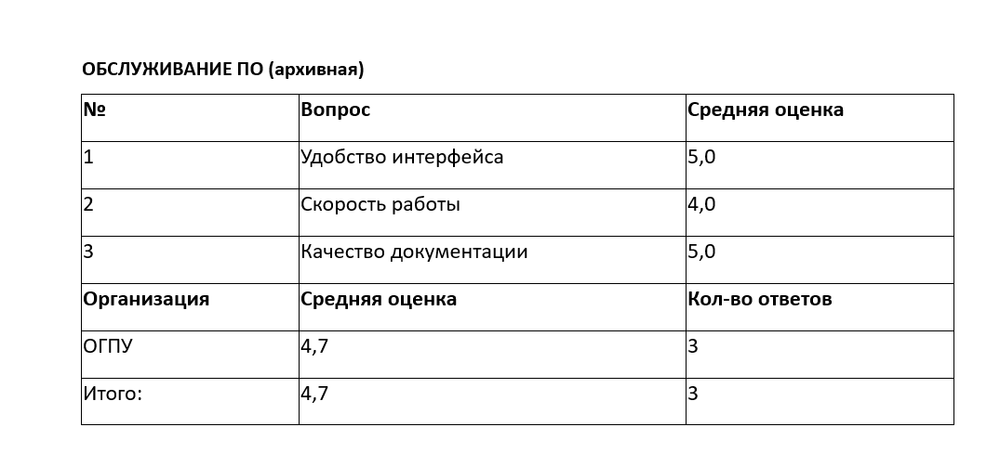 ОБСЛУЖИВАНИЕ ПО (архивная)
№ Вопрос Средняя оценка
1 Удобство интерфейса 5,0
2 Скорость работы 4,0
3 Качество документации 5,0
Организация Средняя оценка Кол-во ответов
ОГПУ 4,7 3
Итого: 4,7 3